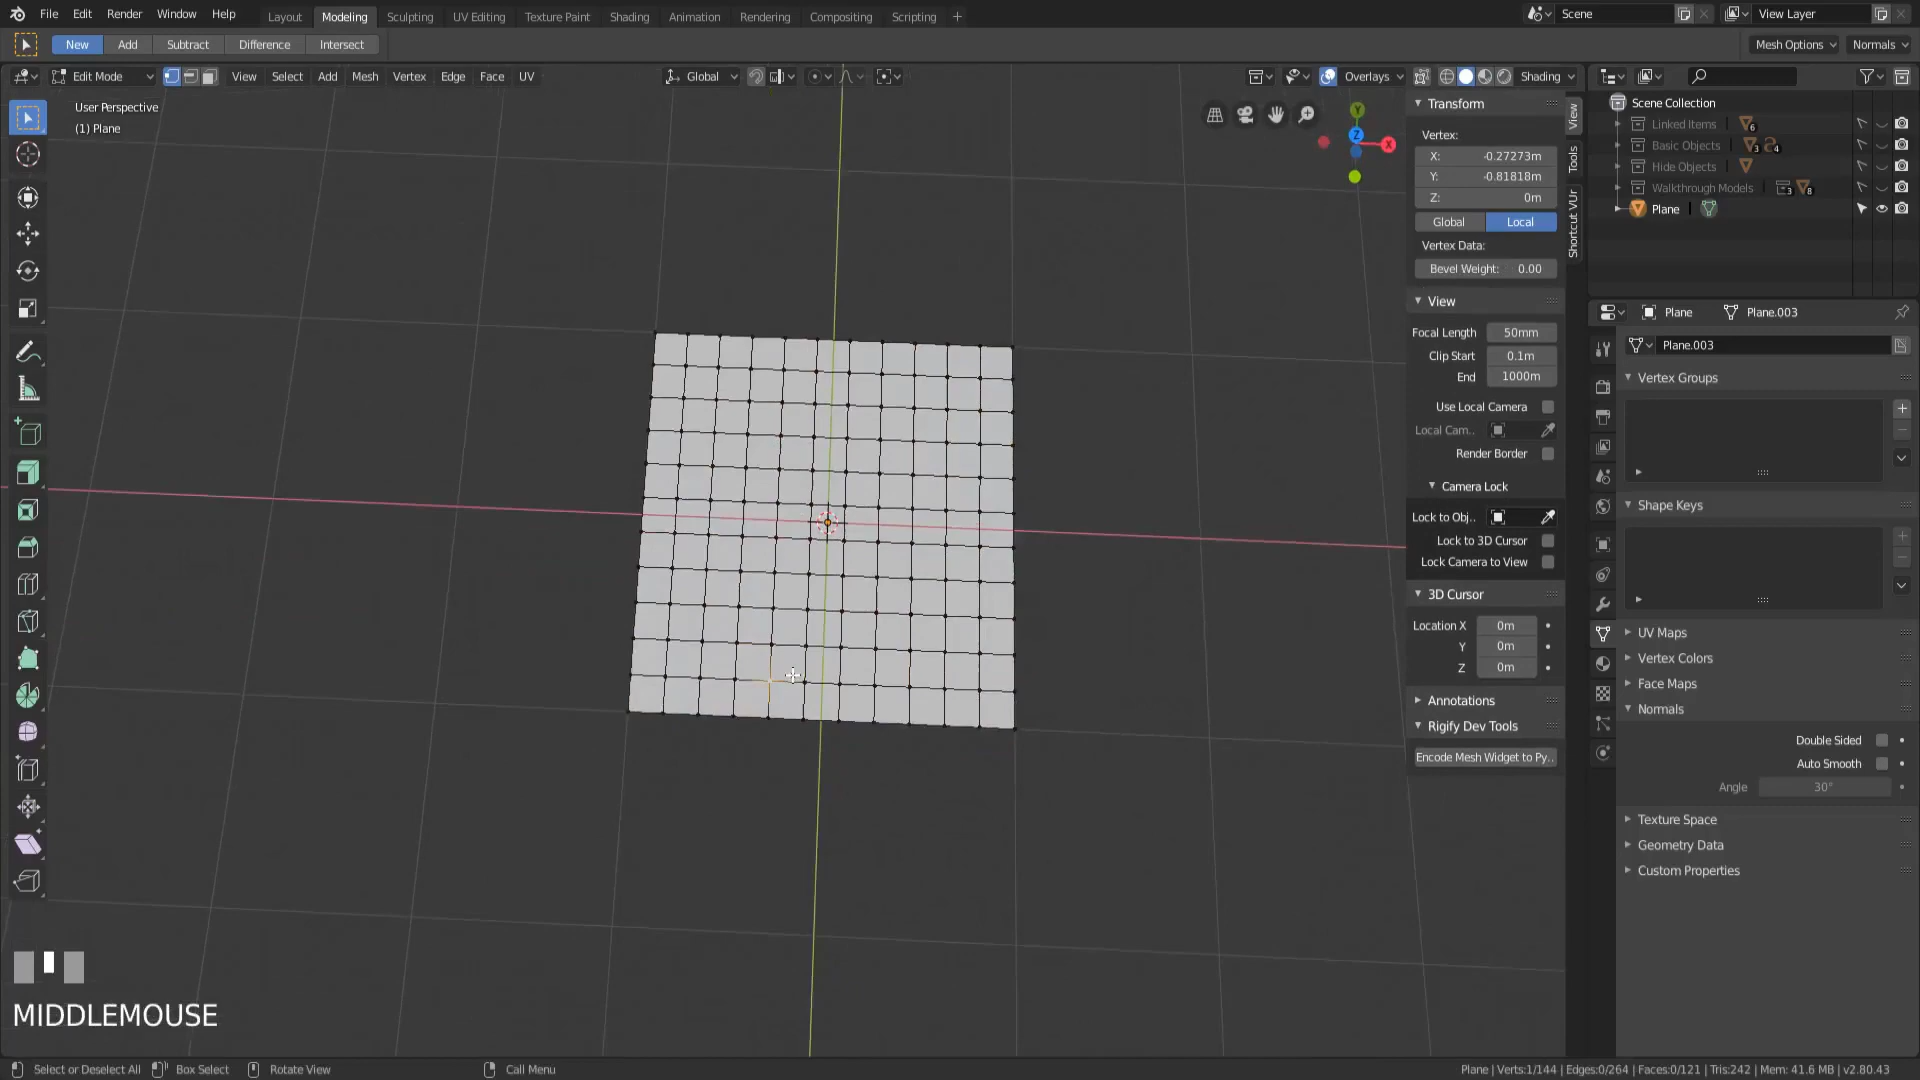 File Edit Render Window Help Layout Modeling Sculpting UV Editing Texture Paint Shading Animation Rendering Compositing Scripting + Scene View Layer
New Add Subtract Difference Intersect Mesh Options Normals
Edit Mode View Select Add Mesh Vertex Edge Face UV Global Overlays Shading
User Perspective
(1) Plane
Y
Z
X
Transform
Vertex:
X: -0.27273m
Y: -0.81818m
Z: 0m
Global Local
Vertex Data:
Bevel Weight: 0.00
View
Focal Length 50mm
Clip Start 0.1m
End 1000m
Use Local Camera
Local Cam..
Render Border
Camera Lock
Lock to Obj..
Lock to 3D Cursor
Lock Camera to View
3D Cursor
Location X 0m
Y 0m
Z 0m
Annotations
Rigify Dev Tools
Encode Mesh Widget to Py..
View
Tools
Shortcut VUr
Scene Collection
Linked Items 6
Basic Objects 3 4
Hide Objects
Walkthrough Models 3 8
Plane
Plane Plane.003
Plane.003
Vertex Groups
Shape Keys
UV Maps
Vertex Colors
Face Maps
Normals
Double Sided
Auto Smooth
Angle 30°
Texture Space
Geometry Data
Custom Properties
MIDDLEMOUSE
Select or Deselect All Box Select Rotate View Call Menu Plane | Verts:1/144 | Edges:0/264 | Faces:0/121 | Tris:242 | Mem: 41.6 MB | v2.80.43